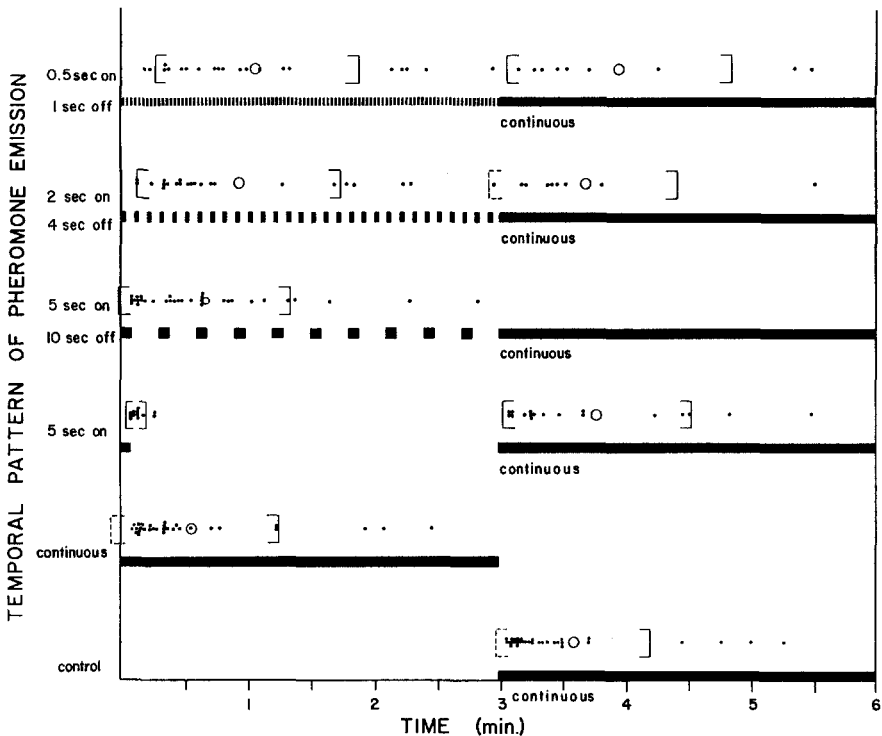 TEMPORAL PATTERN OF PHEROMONE EMISSION
0.5 sec on
1 sec off
continuous
2 sec on
4 sec off
continuous
5 sec on
10 sec off
continuous
5 sec on
continuous
continuous
control
continuous
1 2 3 4 5 6
TIME (min.)